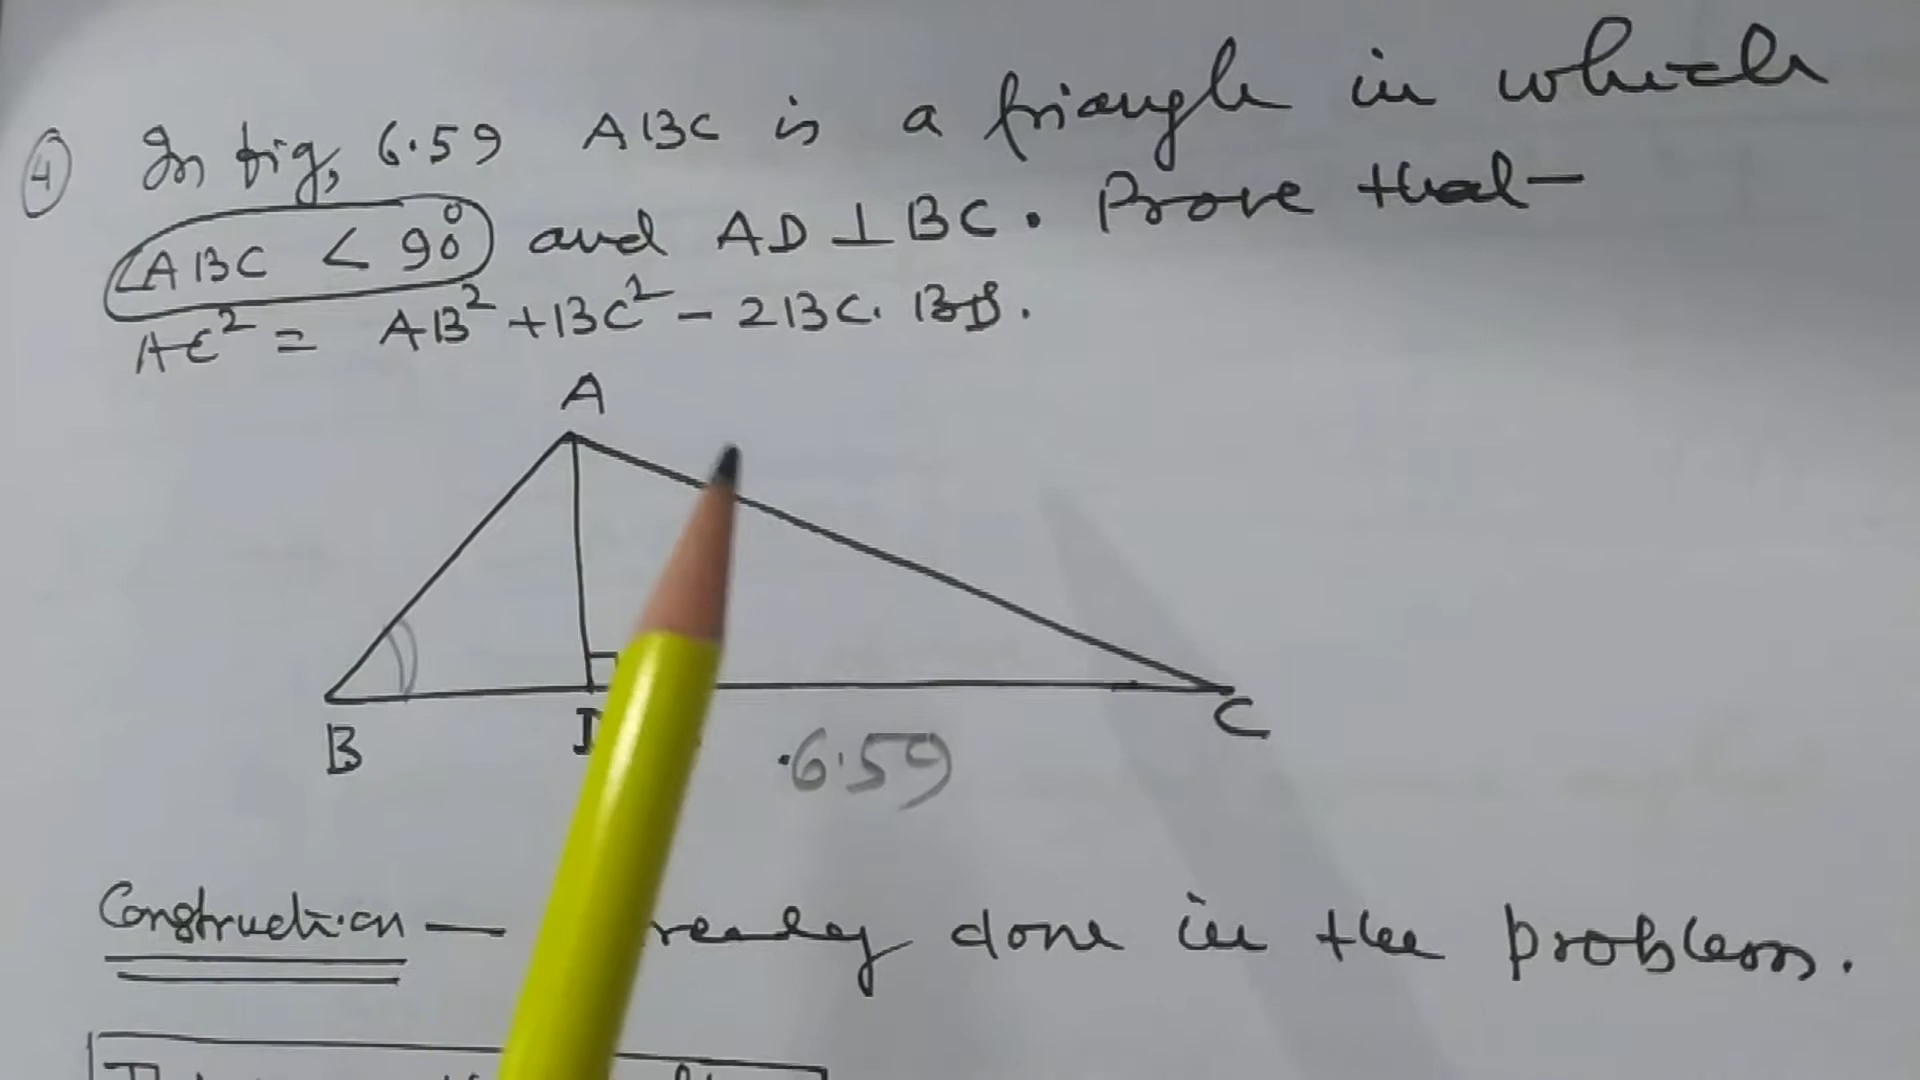 4 In fig, 6.59 ABC is a triangle in which
∠ABC < 90° and AD ⊥ BC. Prove that -
AC² = AB² + BC² - 2BC. BD.
A
B
C
.6.59
Construction — done in the problem.